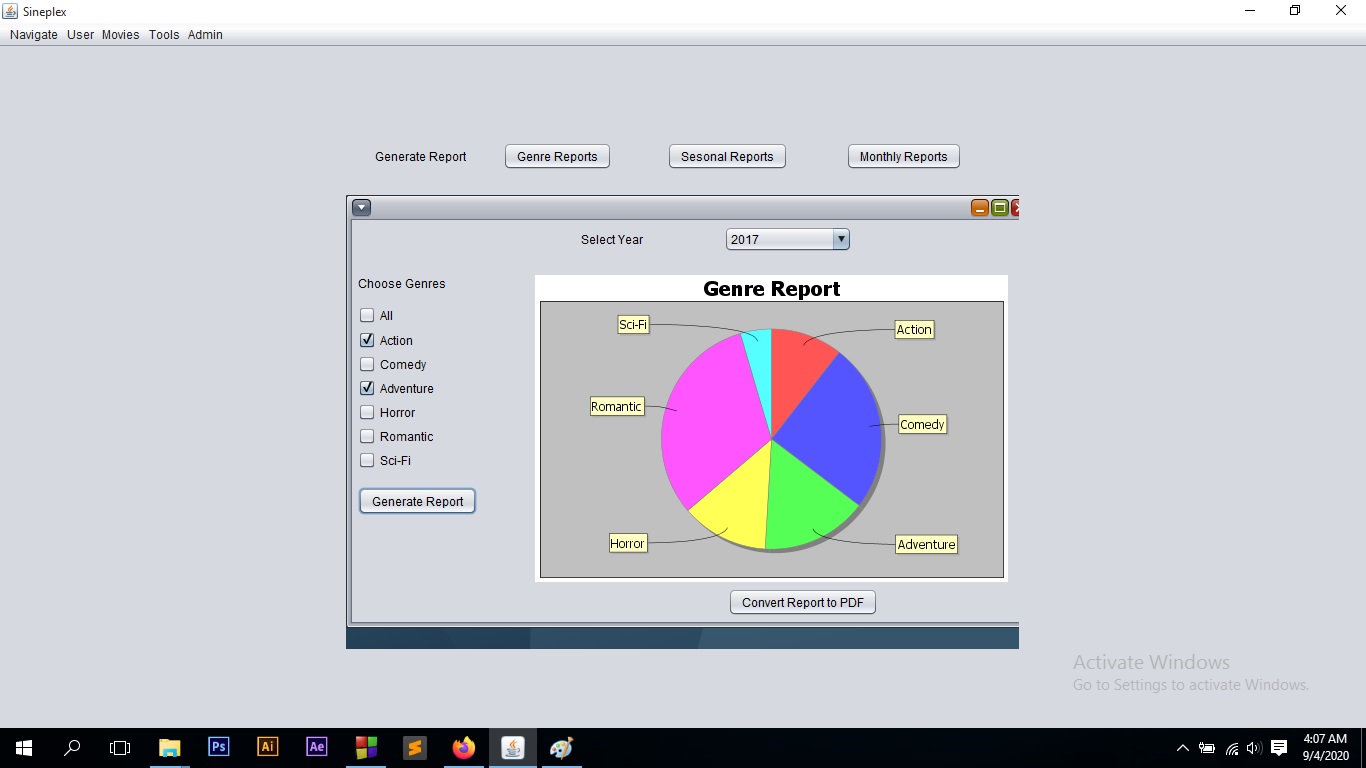 Sineplex
Navigate User Movies Tools Admin
Generate Report Genre Reports Sesonal Reports Monthly Reports
Select Year 2017
Choose Genres
All
Action
Comedy
Adventure
Horror
Romantic
Sci-Fi
Generate Report
Genre Report
Sci-Fi
Action
Romantic
Comedy
Horror
Adventure
Convert Report to PDF
Activate Windows
Go to Settings to activate Windows.
Ps Ai Ae
4:07 AM
9/4/2020